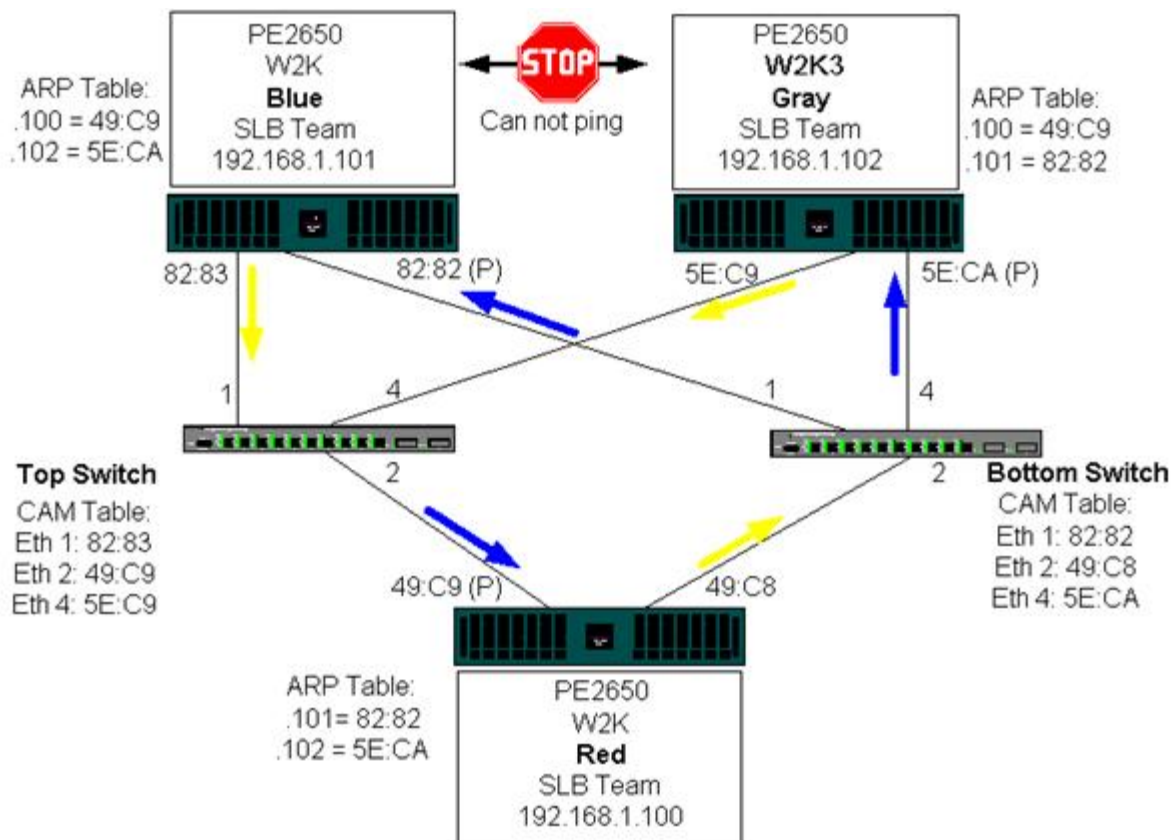 PE2650
W2K
Blue
SLB Team
192.168.1.101
ARP Table:
.100 = 49:C9
.102 = 5E:CA
STOP
Can not ping
PE2650
W2K3
Gray
SLB Team
192.168.1.102
ARP Table:
.100 = 49:C9
.101 = 82:82
82:83
82:82 (P)
5E:C9
5E:CA (P)
1
4
1
4
Top Switch
CAM Table:
Eth 1: 82:83
Eth 2: 49:C9
Eth 4: 5E:C9
2
2
Bottom Switch
CAM Table:
Eth 1: 82:82
Eth 2: 49:C8
Eth 4: 5E:CA
49:C9 (P)
49:C8
ARP Table:
.101= 82:82
.102 = 5E:CA
PE2650
W2K
Red
SLB Team
192.168.1.100